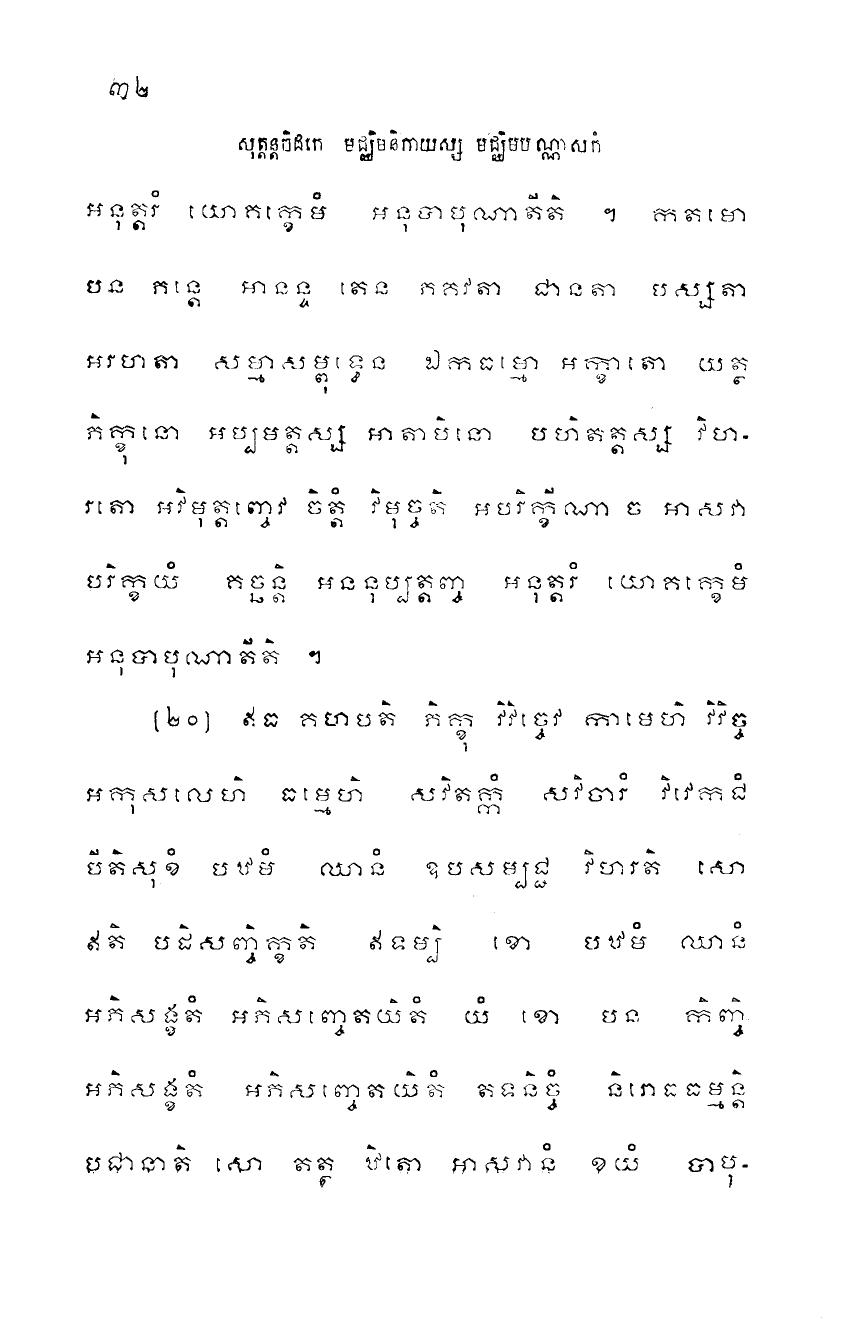 ៣២
សុត្តន្តបិដកេ មជ្ឈិមនិកាយស្ស មជ្ឈិមបណ្ណាសកំ
អនុត្តរំ យោគក្ខេមំ អនុបាបុណាតីតិ ។ កតមោ
បន ភន្តេ អានន្ទ តេន ភគវតា ជានតា បស្សតា
អរហតា សម្មាសម្ពុទ្ធេន ឯកធម្មោ អក្ខាតោ យត្ថ
ភិក្ខុនោ អប្បមត្តស្ស អាតាបិនោ បហិតត្តស្ស វិហ-
រតោ អវិមុត្តញ្ចេវ ចិត្តំ វិមុច្ចតិ អបរិក្ខីណា ច អាសវា
បរិក្ខយំ គច្ឆន្តិ អននុប្បត្តញ្ច អនុត្តរំ យោគក្ខេមំ
អនុបាបុណាតីតិ ។
[២០] ឥធ គហបតិ ភិក្ខុ វិវិច្ចេវ កាមេហិ វិវិច្ច
អកុសលេហិ ធម្មេហិ សវិតក្កំ សវិចារំ វិវេកជំ
បីតិសុខំ បឋមំ ឈានំ ឧបសម្បជ្ជ វិហរតិ សោ
ឥតិ បដិសញ្ចិក្ខតិ ឥទម្បិ ខោ បឋមំ ឈានំ
អភិសង្ខតំ អភិសញ្ចេតយិតំ យំ ខោ បន កិញ្ចិ
អភិសង្ខតំ អភិសញ្ចេតយិតំ តទនិច្ចំ និរោធធម្មន្តិ
បជានាតិ សោ តត្ថ ឋិតោ អាសវានំ ខយំ បាបុ-